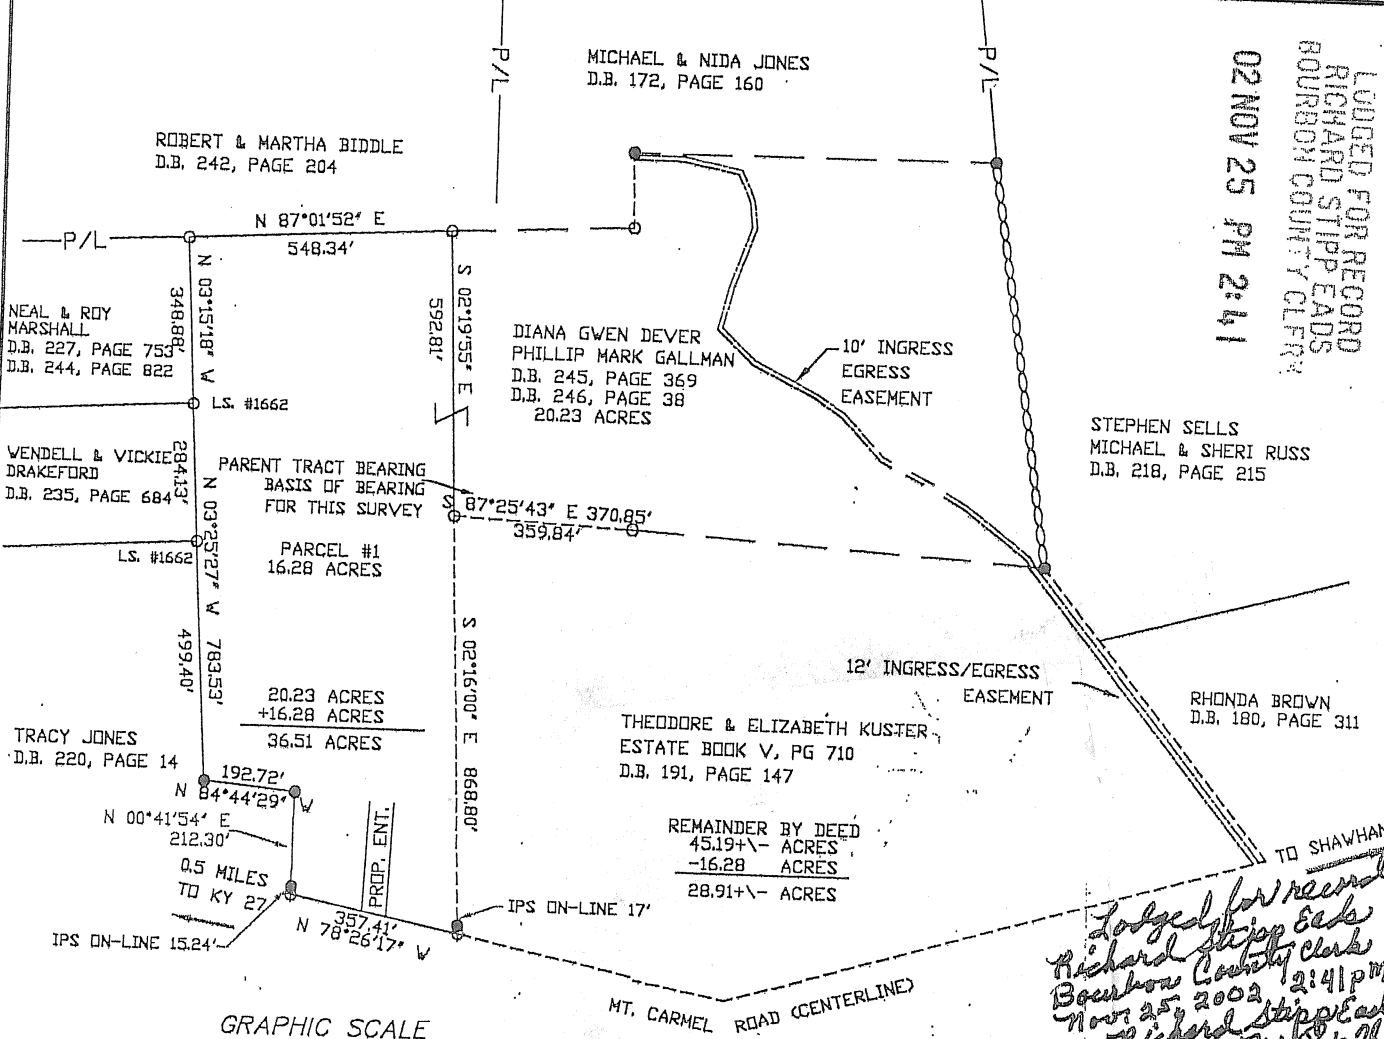 P/L
MICHAEL & NIDA JONES
D.B. 172, PAGE 160
P/L
LODGED FOR RECORD
RICHARD STIPP EADS
BOURBON COUNTY CLERK
02 NOV 25 PM 2:41
ROBERT & MARTHA BIDDLE
D.B. 242, PAGE 204
P/L
N 87°01'52" E
548.34'
N 03°15'18" W
348.88'
S 02°19'55" E
592.81'
NEAL & ROY
MARSHALL
D.B. 227, PAGE 753
D.B. 244, PAGE 822
LS. #1662
DIANA GWEN DEVER
PHILLIP MARK GALLMAN
D.B. 245, PAGE 369
D.B. 246, PAGE 38
20.23 ACRES
10' INGRESS
EGRESS
EASEMENT
STEPHEN SELLS
MICHAEL & SHERI RUSS
D.B. 218, PAGE 215
WENDELL & VICKIE
DRAKEFORD
D.B. 235, PAGE 684
284.13'
N 03°25'27" W 783.53'
499.40'
PARENT TRACT BEARING
BASIS OF BEARING
FOR THIS SURVEY
S 87°25'43" E 370.85'
359.84'
LS. #1662
PARCEL #1
16.28 ACRES
S 02°16'00" E 868.80'
20.23 ACRES
+16.28 ACRES
36.51 ACRES
12' INGRESS/EGRESS
EASEMENT
RHONDA BROWN
D.B. 180, PAGE 311
THEODORE & ELIZABETH KUSTER
ESTATE BOOK V, PG 710
D.B. 191, PAGE 147
TRACY JONES
D.B. 220, PAGE 14
192.72'
N 84°44'29" W
N 00°41'54" E
212.30'
REMAINDER BY DEED
45.19+\- ACRES
-16.28 ACRES
28.91+\- ACRES
PROP. ENT.
0.5 MILES
TO KY 27
IPS ON-LINE 15.24'
357.41'
N 78°26'17" W
IPS ON-LINE 17'
TO SHAWHAN
MT. CARMEL ROAD (CENTERLINE)
Lodged for record
Richard Stipp Eads
Bourbon County Clerk
Nov. 25, 2002 2:41 pm
Richard Stipp Eads
GRAPHIC SCALE